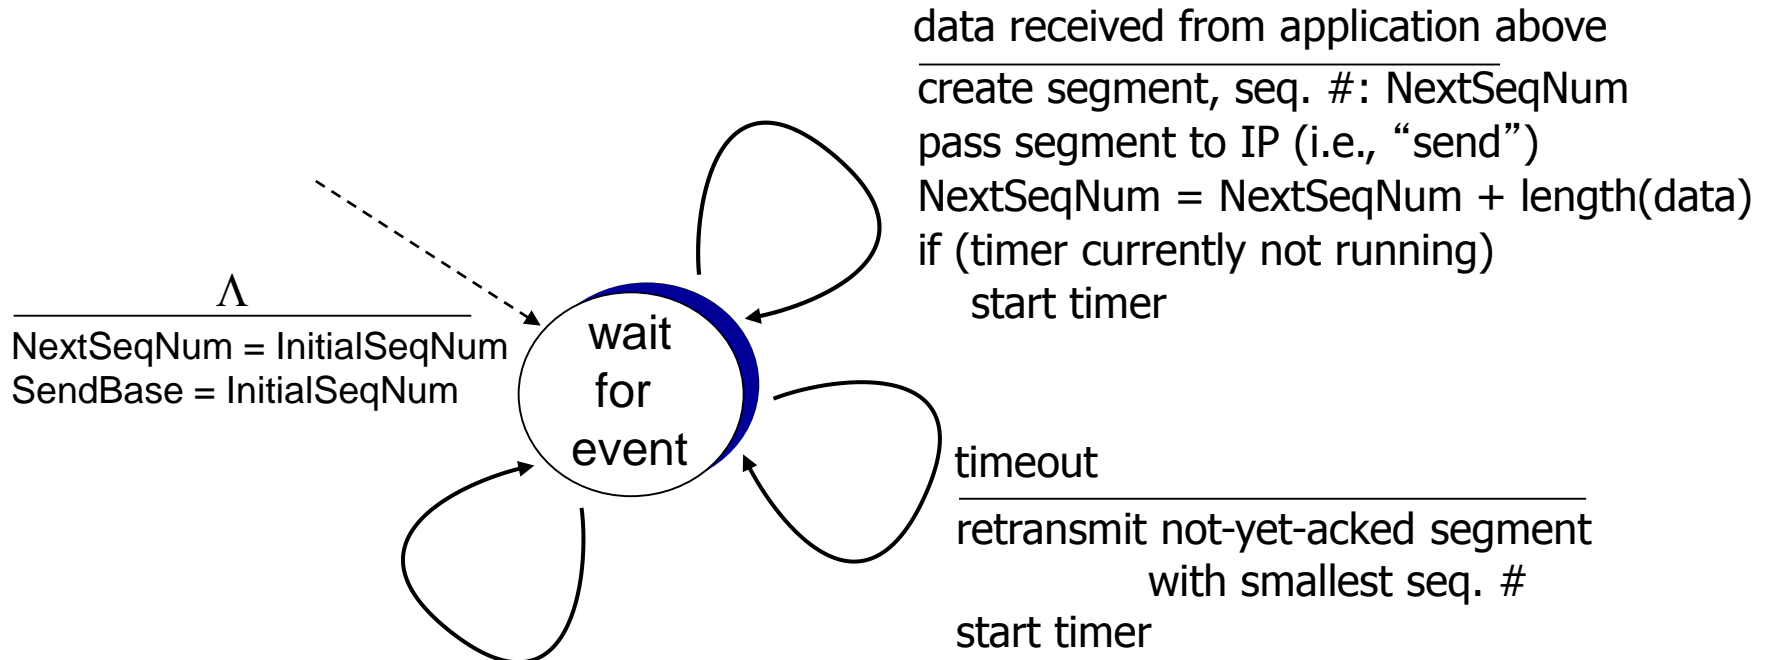 data received from application above
create segment, seq. #: NextSeqNum
pass segment to IP (i.e., “send”)
NextSeqNum = NextSeqNum + length(data)
if (timer currently not running)
start timer
Λ
NextSeqNum = InitialSeqNum
SendBase = InitialSeqNum
wait
for
event
timeout
retransmit not-yet-acked segment
with smallest seq. #
start timer